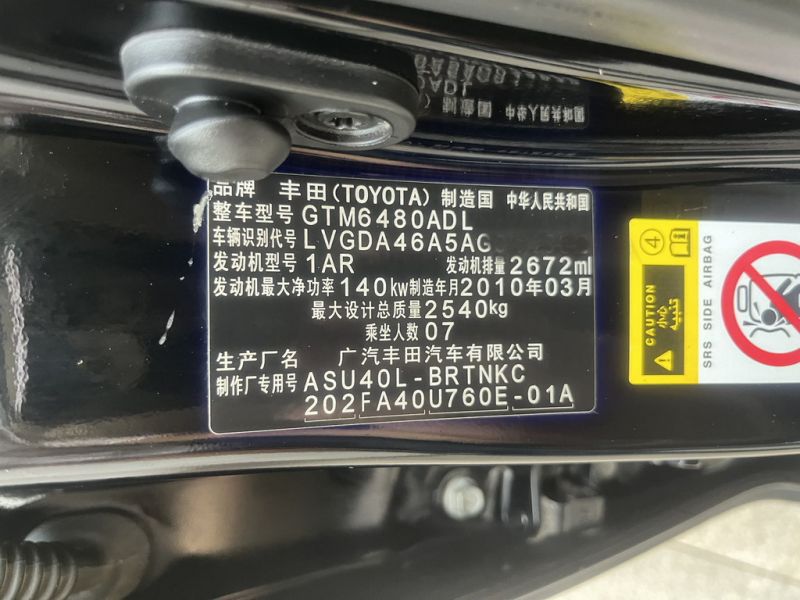 品牌 丰田(TOYOTA) 制造国 中华人民共和国
整车型号 GTM6480ADL
车辆识别代号 LVGDA46A5AG
发动机型号 1AR 发动机排量 2672ml
发动机最大净功率 140kw 制造年月 2010年03月
最大设计总质量 2540kg
乘坐人数 07
生产厂名 广汽丰田汽车有限公司
制作厂专用号 ASU40L-BRTNKC
202FA40U760E-01A
④
CAUTION
小心
تنبيه
SRS SIDE AIRBAG